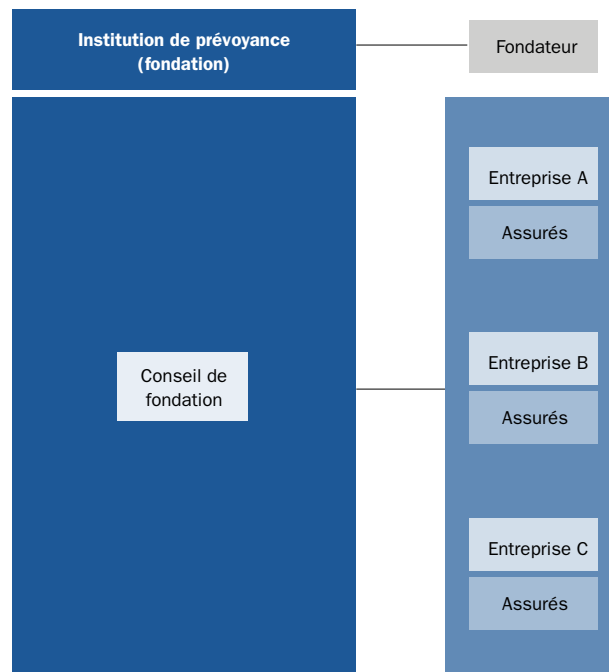 Institution de prévoyance
(fondation)
Fondateur
Entreprise A
Assurés
Conseil de
fondation
Entreprise B
Assurés
Entreprise C
Assurés